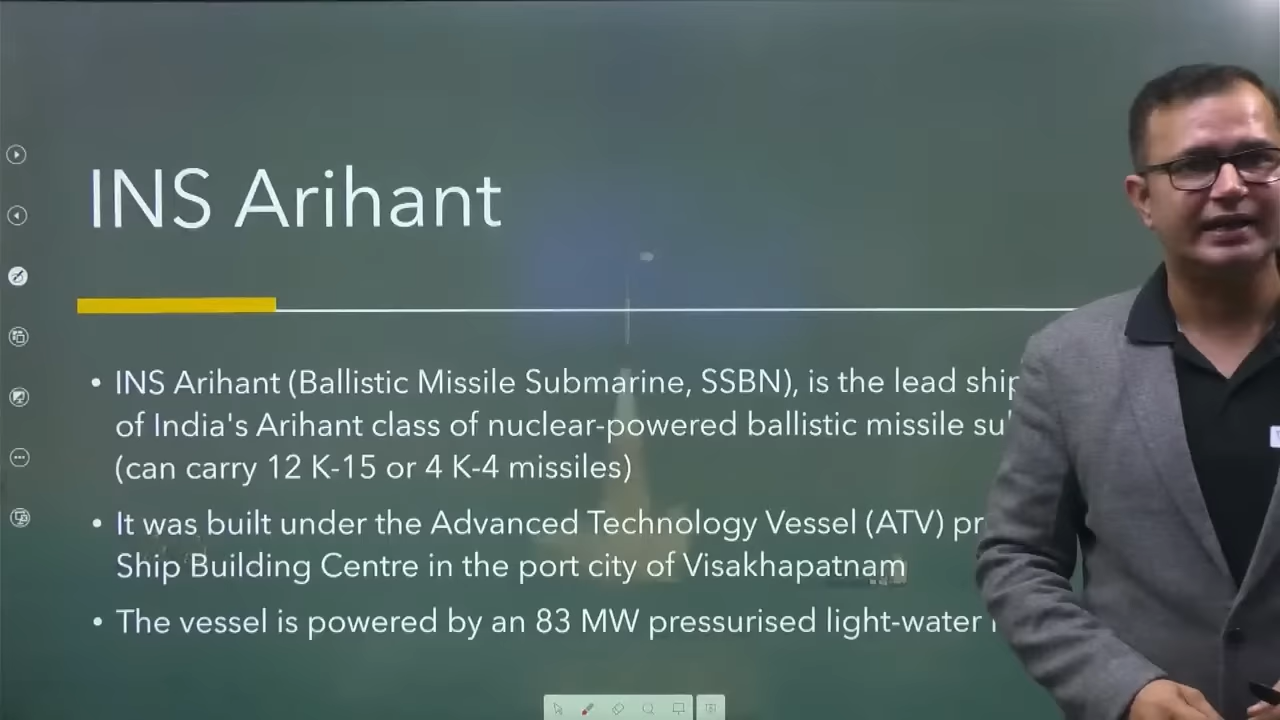 INS Arihant
• INS Arihant (Ballistic Missile Submarine, SSBN), is the lead ship
of India's Arihant class of nuclear-powered ballistic missile
(can carry 12 K-15 or 4 K-4 missiles)
• It was built under the Advanced Technology Vessel (ATV)
Ship Building Centre in the port city of Visakhapatnam
• The vessel is powered by an 83 MW pressurised light-water